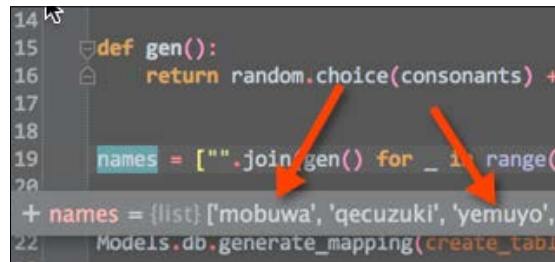 14
15 def gen():
16 return random.choice(consonants) +
17
18
19 names = ["".join(gen() for _ in range(
20
+ names = {list} ['mobuwa', 'qecuzuki', 'yemuyo',
22 Models.db.generate_mapping(create_tabl